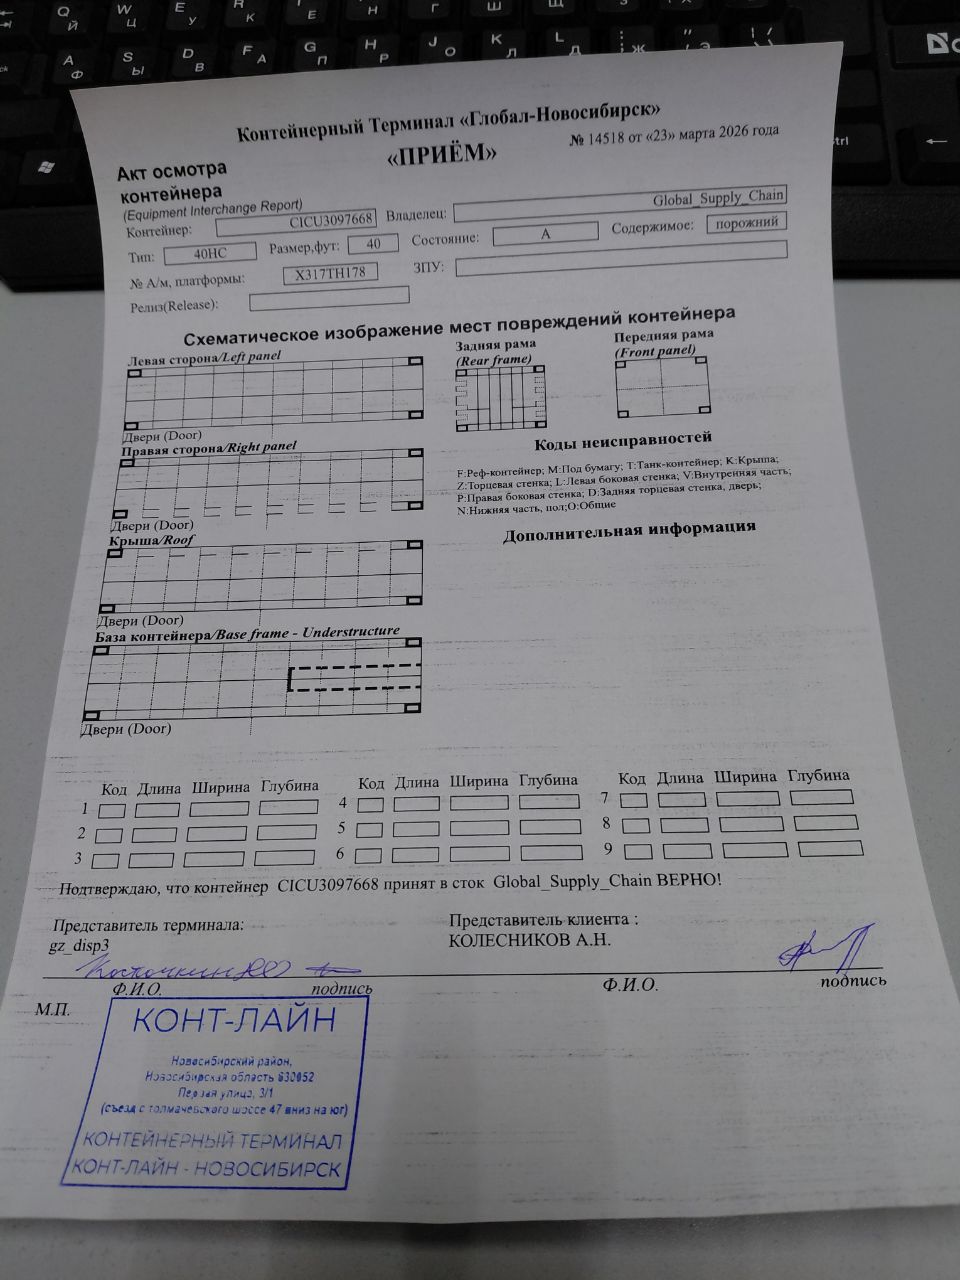 Контейнерный Терминал «Глобал-Новосибирск»
Акт осмотра
контейнера
(Equipment Interchange Report)
«ПРИЁМ»
№ 14518 от «23» марта 2026 года
Контейнер: CICU3097668 Владелец: Global_Supply_Chain
Тип: 40HC Размер,фут: 40 Состояние: A Содержимое: порожний
№ А/м, платформы: X317TH178 ЗПУ:
Релиз(Release):
Схематическое изображение мест повреждений контейнера
Левая сторона/Left panel
Двери (Door)
Правая сторона/Right panel
Двери (Door)
Крыша/Roof
Двери (Door)
База контейнера/Base frame - Understructure
Двери (Door)
Задняя рама
(Rear frame)
Передняя рама
(Front panel)
Коды неисправностей
F:Реф-контейнер; M:Под бумагу; T:Танк-контейнер; K:Крыша;
Z:Торцевая стенка; L:Левая боковая стенка; V:Внутренняя часть;
P:Правая боковая стенка; D:Задняя торцевая стенка, дверь;
N:Нижняя часть, пол;O:Общие
Дополнительная информация
Код Длина Ширина Глубина Код Длина Ширина Глубина Код Длина Ширина Глубина
1 4 7
2 5 8
3 6 9
Подтверждаю, что контейнер CICU3097668 принят в сток Global_Supply_Chain ВЕРНО!
Представитель терминала:
gz_disp3
Представитель клиента :
КОЛЕСНИКОВ А.Н.
Ф.И.О. подпись Ф.И.О. подпись
М.П.
КОНТ-ЛАЙН
Новосибирский район,
Новосибирская область 630052
Первая улица, 3/1
(съезд с толмачевского шоссе 47 вниз на юг)
КОНТЕЙНЕРНЫЙ ТЕРМИНАЛ
КОНТ-ЛАЙН - НОВОСИБИРСК